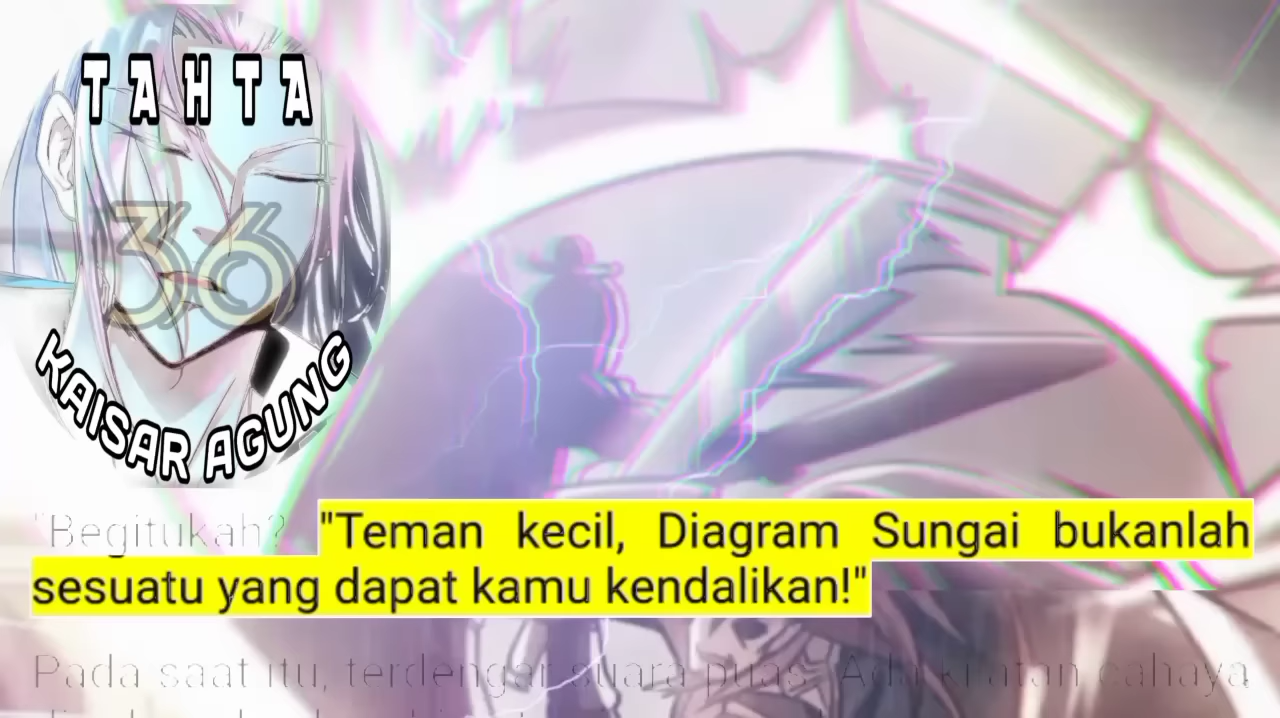 TAHTA
36
KAISAR AGUNG
"Begitukah? "Teman kecil, Diagram Sungai bukanlah
sesuatu yang dapat kamu kendalikan!"
Pada saat itu, terdengar suara puas. Ada kilatan cahaya